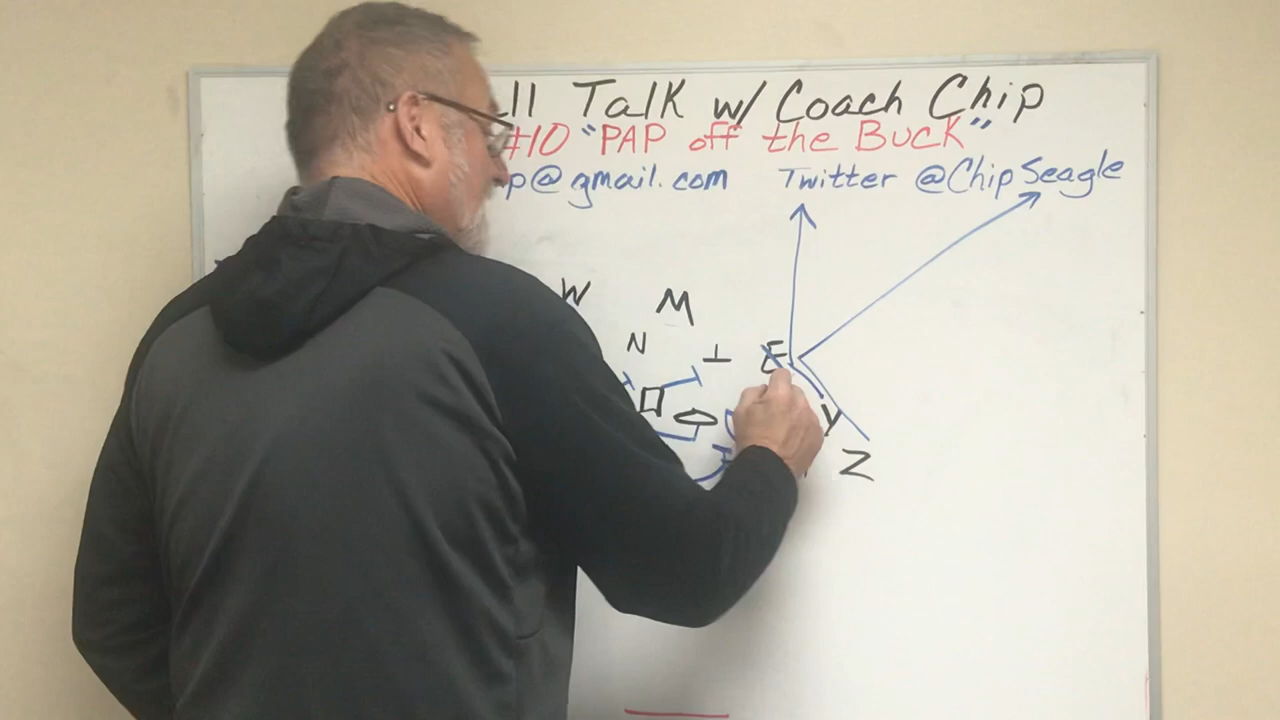 ll Talk w/ Coach Chip
#10 "PAP off the Buck"
p@gmail.com Twitter @ChipSeagle
W M
N
E
Y
Z